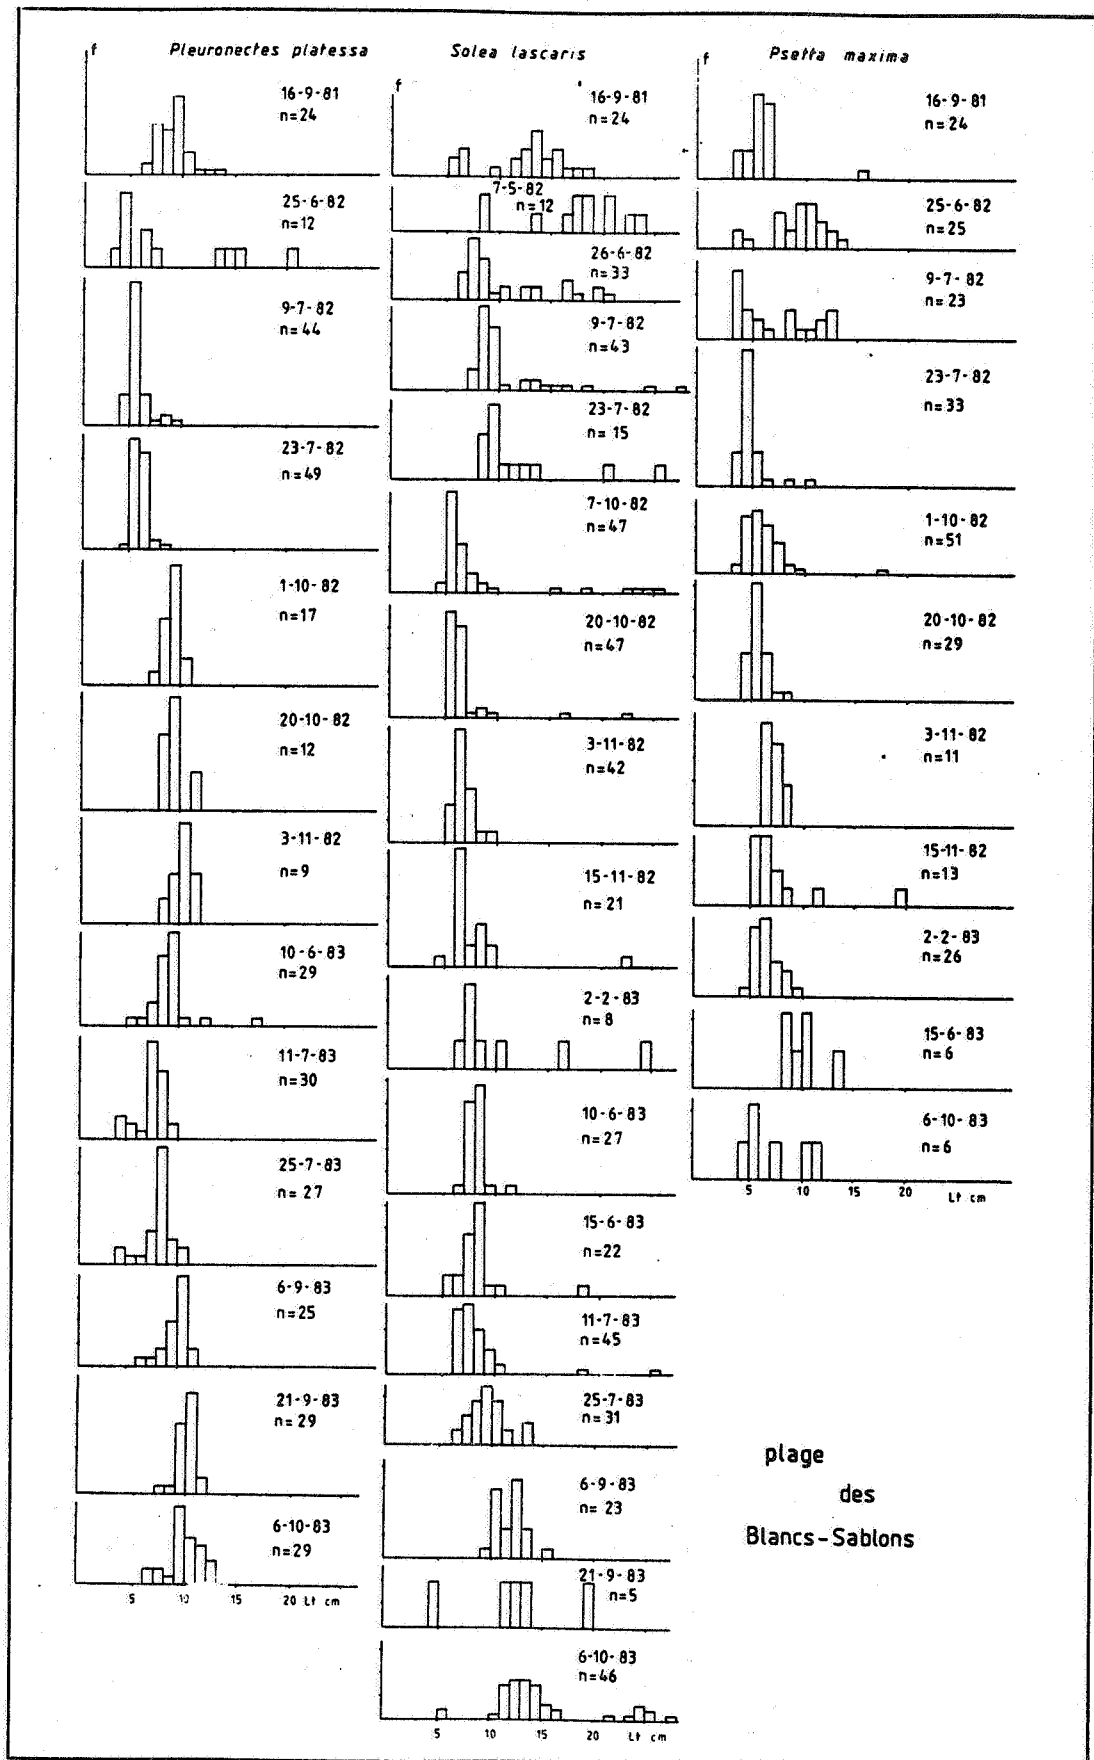 Pleuronectes platessa
f
16-9-81
n=24
25-6-82
n=12
9-7-82
n=44
23-7-82
n=49
1-10-82
n=17
20-10-82
n=12
3-11-82
n=9
10-6-83
n=29
11-7-83
n=30
25-7-83
n=27
6-9-83
n=25
21-9-83
n=29
6-10-83
n=29
5 10 15 20 Lt cm
Solea lascaris
f
16-9-81
n=24
7-5-82
n=12
26-6-82
n=33
9-7-82
n=43
23-7-82
n=15
7-10-82
n=47
20-10-82
n=47
3-11-82
n=42
15-11-82
n=21
2-2-83
n=8
10-6-83
n=27
15-6-83
n=22
11-7-83
n=45
25-7-83
n=31
6-9-83
n=23
21-9-83
n=5
6-10-83
n=46
5 10 15 20 Lt cm
Psetta maxima
f
16-9-81
n=24
25-6-82
n=25
9-7-82
n=23
23-7-82
n=33
1-10-82
n=51
20-10-82
n=29
3-11-82
n=11
15-11-82
n=13
2-2-83
n=26
15-6-83
n=6
6-10-83
n=6
5 10 15 20 Lt cm
plage
des
Blancs-Sablons